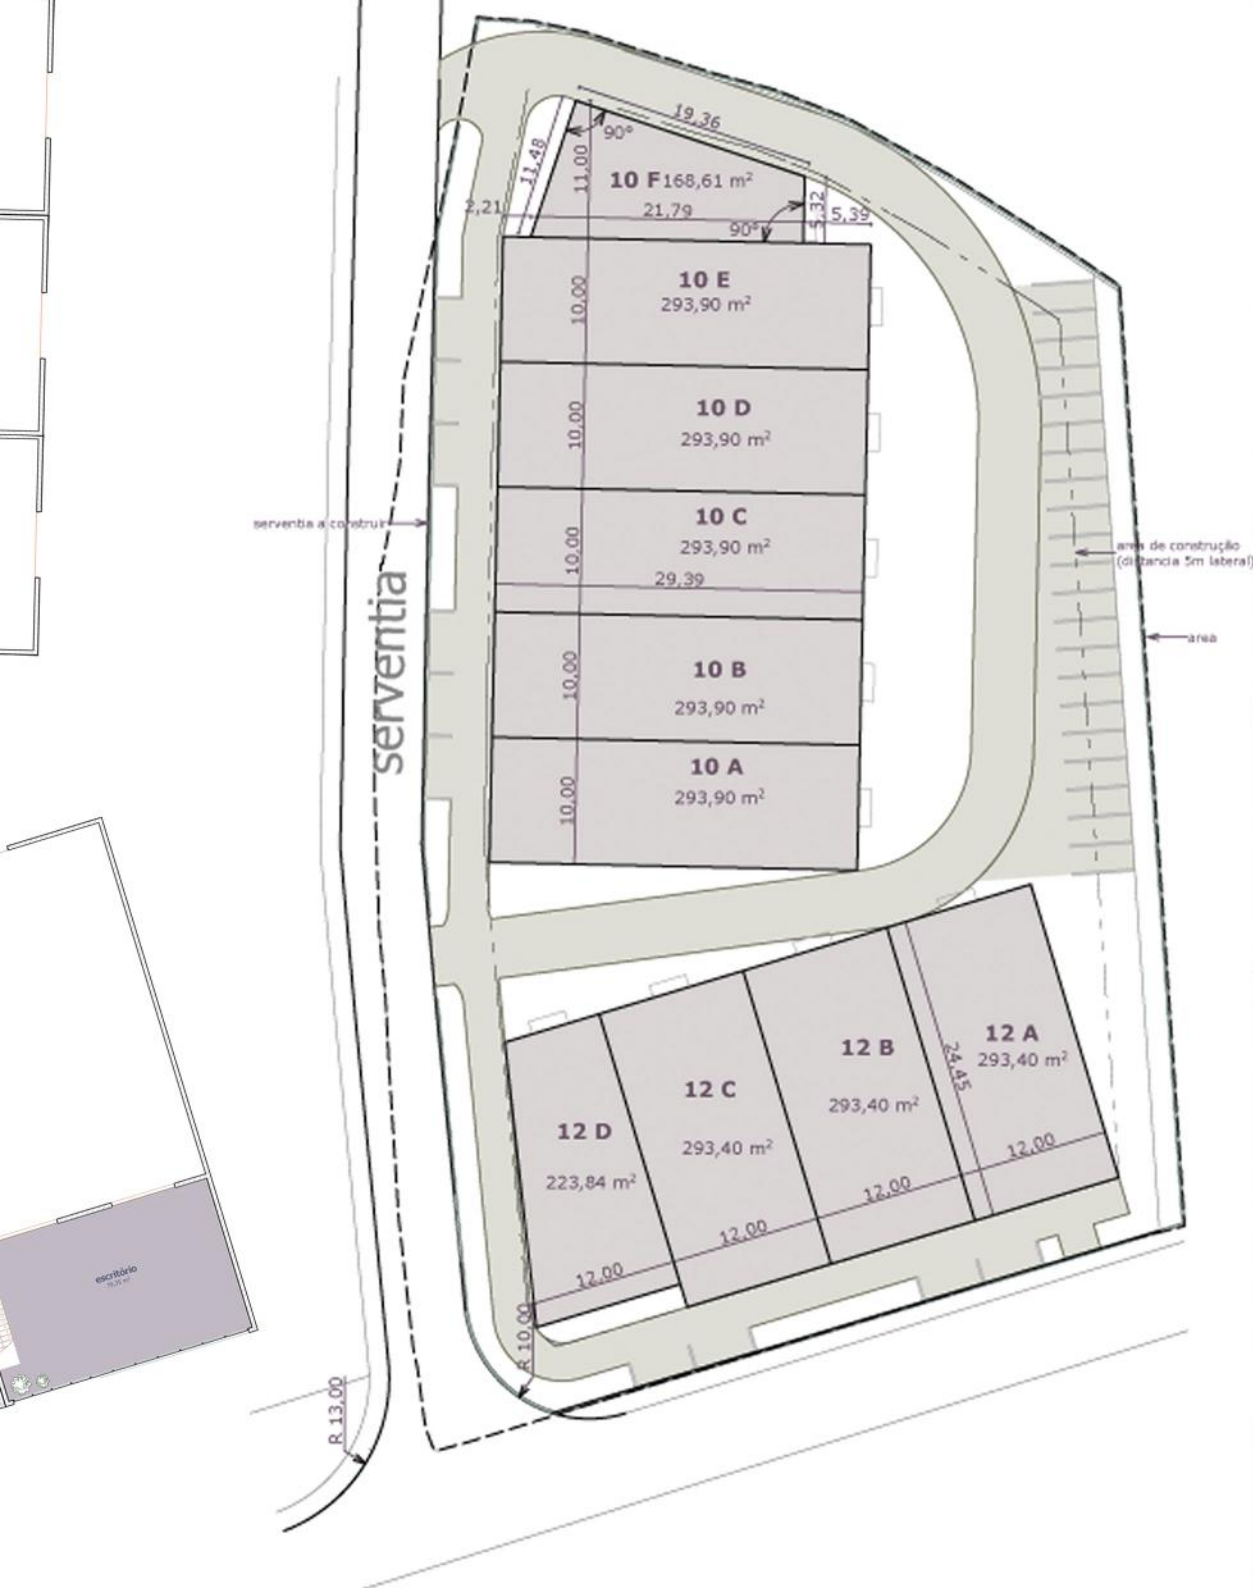 19,36
90°
11,48
11,00
10 F 168,61 m²
5,32
2,21
21,79
5,39
90°
10 E
293,90 m²
10,00
10 D
293,90 m²
10,00
10 C
293,90 m²
10,00
29,39
serventia a construir
area de construção
(distancia 5m lateral)
area
serventia
10 B
293,90 m²
10,00
10 A
293,90 m²
10,00
12 A
293,40 m²
12 B
293,40 m²
24,45
12 C
293,40 m²
12 D
223,84 m²
12,00
12,00
12,00
12,00
R 10,00
R 13,00
escritório